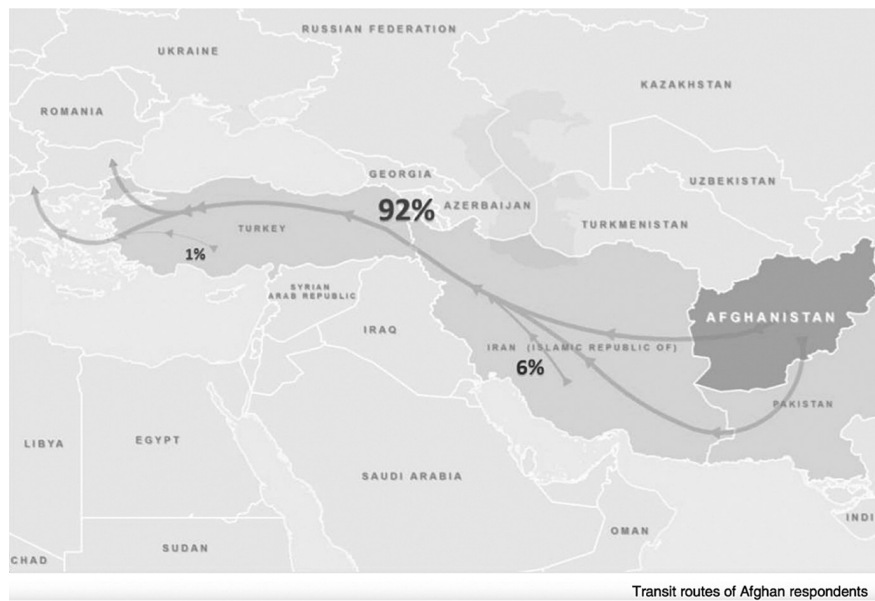 RUSSIAN FEDERATION
UKRAINE
KAZAKHSTAN
ROMANIA
GEORGIA
UZBEKISTAN
92%
AZERBAIJAN
TURKMENISTAN
TURKEY
1%
SYRIAN
ARAB REPUBLIC
AFGHANISTAN
IRAQ
IRAN (ISLAMIC REPUBLIC OF)
6%
PAKISTAN
LIBYA
EGYPT
SAUDI ARABIA
INDI
OMAN
SUDAN
CHAD
Transit routes of Afghan respondents